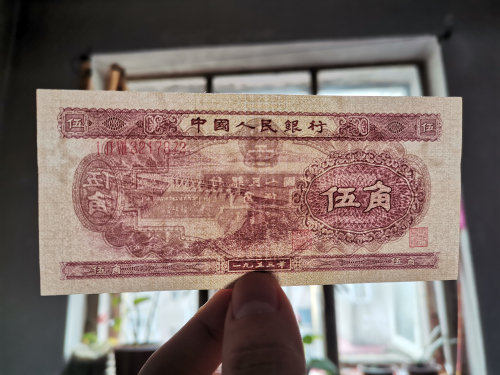 伍 中國人民銀行 伍
伍角
伍角
伍角 一九五三年 伍角